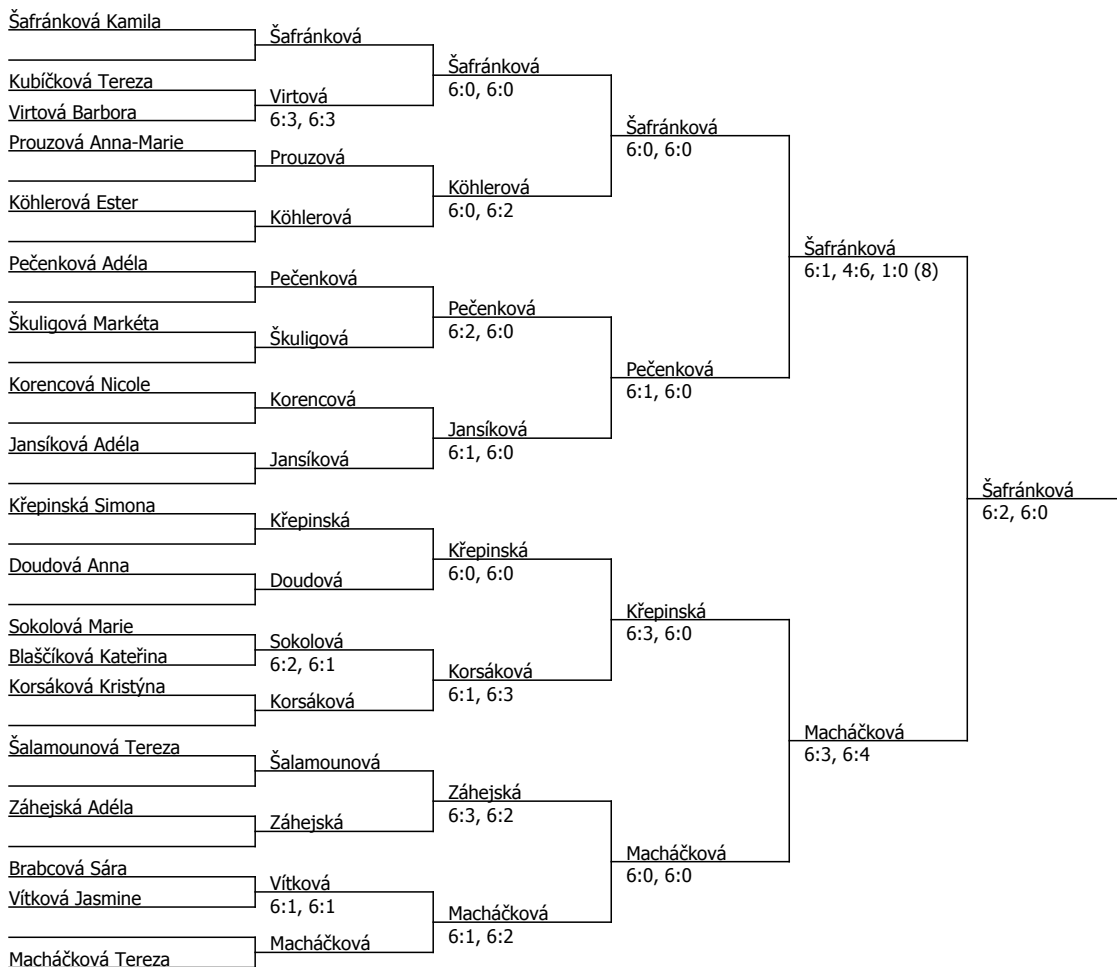 Šafránková Kamila
Kubíčková Tereza
Virtová Barbora
Prouzová Anna-Marie
Köhlerová Ester
Pečenková Adéla
Škuligová Markéta
Korencová Nicole
Jansíková Adéla
Křepinská Simona
Doudová Anna
Sokolová Marie
Blaščíková Kateřina
Korsáková Kristýna
Šalamounová Tereza
Záhejská Adéla
Brabcová Sára
Vítková Jasmine
Macháčková Tereza
Šafránková
Virtová
6:3, 6:3
Prouzová
Köhlerová
Pečenková
Škuligová
Korencová
Jansíková
Křepinská
Doudová
Sokolová
6:2, 6:1
Korsáková
Šalamounová
Záhejská
Vítková
6:1, 6:1
Macháčková
Šafránková
6:0, 6:0
Köhlerová
6:0, 6:2
Pečenková
6:2, 6:0
Jansíková
6:1, 6:0
Křepinská
6:0, 6:0
Korsáková
6:1, 6:3
Záhejská
6:3, 6:2
Macháčková
6:1, 6:2
Šafránková
6:0, 6:0
Pečenková
6:1, 6:0
Křepinská
6:3, 6:0
Macháčková
6:0, 6:0
Šafránková
6:1, 4:6, 1:0 (8)
Macháčková
6:3, 6:4
Šafránková
6:2, 6:0